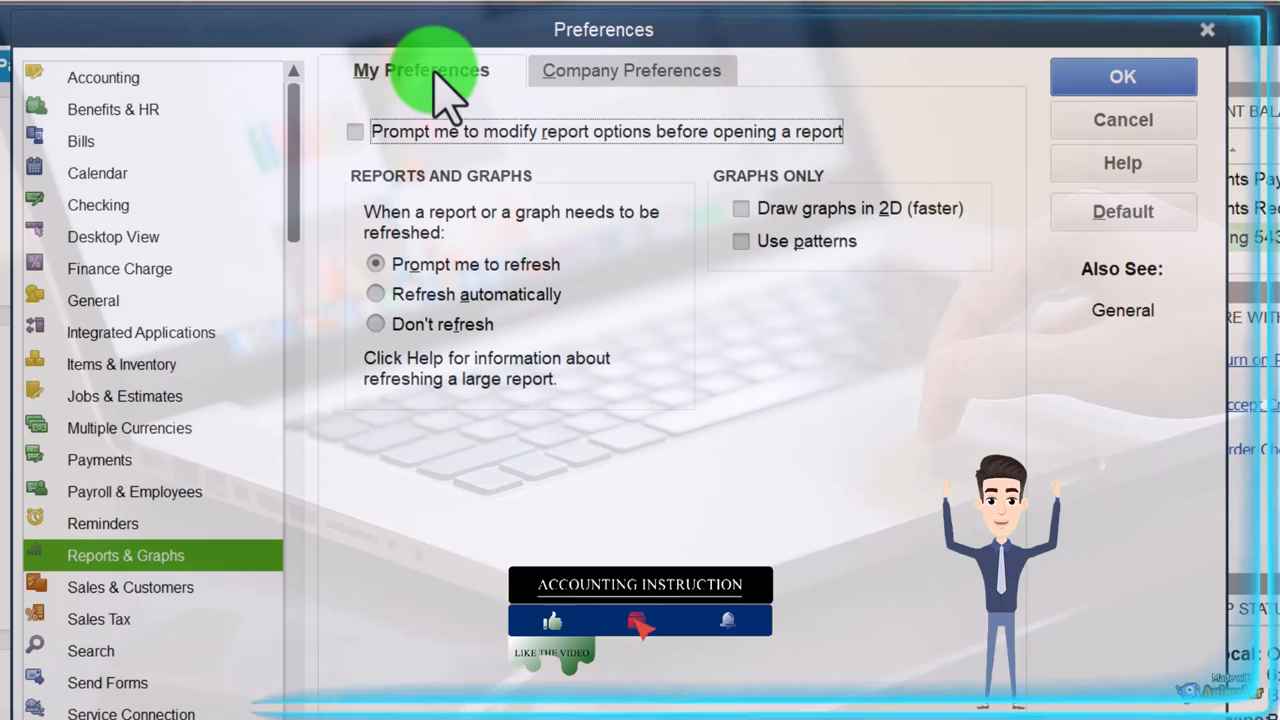 Preferences
My Preferences
Company Preferences
Accounting
Benefits & HR
Bills
Calendar
Checking
Desktop View
Finance Charge
General
Integrated Applications
Items & Inventory
Jobs & Estimates
Multiple Currencies
Payments
Payroll & Employees
Reminders
Reports & Graphs
Sales & Customers
Sales Tax
Search
Send Forms
Service Connection
Prompt me to modify report options before opening a report
REPORTS AND GRAPHS
When a report or a graph needs to be
refreshed:
Prompt me to refresh
Refresh automatically
Don't refresh
Click Help for information about
refreshing a large report.
GRAPHS ONLY
Draw graphs in 2D (faster)
Use patterns
OK
Cancel
Help
Default
Also See:
General
ACCOUNTING INSTRUCTION
LIKE THE VIDEO
Made with
Animaker